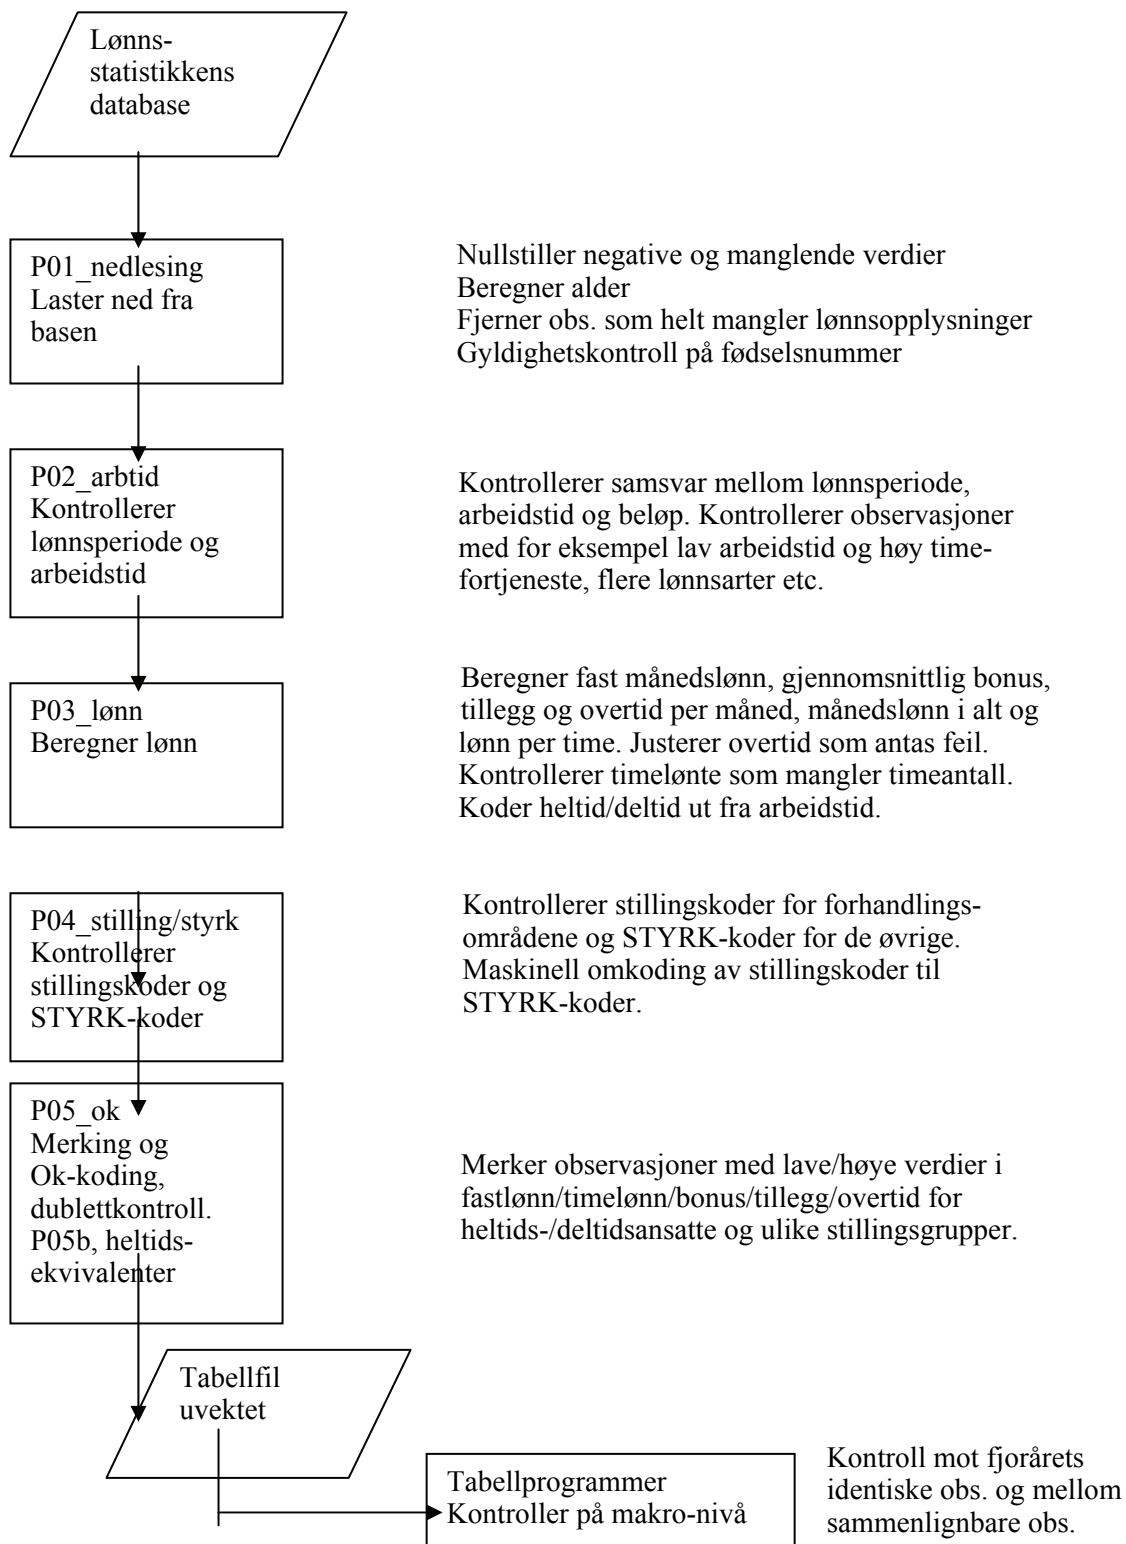 Lønns-
statistikkens
database
P01_nedlesing
Laster ned fra
basen
Nullstiller negative og manglende verdier
Beregner alder
Fjerner obs. som helt mangler lønnsopplysninger
Gyldighetskontroll på fødselsnummer
P02_arbtid
Kontrollerer
lønnsperiode og
arbeidstid
Kontrollerer samsvar mellom lønnsperiode,
arbeidstid og beløp. Kontrollerer observasjoner
med for eksempel lav arbeidstid og høy time-
fortjeneste, flere lønnsarter etc.
P03_lønn
Beregner lønn
Beregner fast månedslønn, gjennomsnittlig bonus,
tillegg og overtid per måned, månedslønn i alt og
lønn per time. Justerer overtid som antas feil.
Kontrollerer timelønte som mangler timeantall.
Koder heltid/deltid ut fra arbeidstid.
P04_stilling/styrk
Kontrollerer
stillingskoder og
STYRK-koder
Kontrollerer stillingskoder for forhandlings-
områdene og STYRK-koder for de øvrige.
Maskinell omkoding av stillingskoder til
STYRK-koder.
P05_ok
Merking og
Ok-koding,
dublettkontroll.
P05b, heltids-
ekvivalenter
Merker observasjoner med lave/høye verdier i
fastlønn/timelønn/bonus/tillegg/overtid for
heltids-/deltidsansatte og ulike stillingsgrupper.
Tabellfil
uvektet
Tabellprogrammer
Kontroller på makro-nivå
Kontroll mot fjorårets
identiske obs. og mellom
sammenlignbare obs.